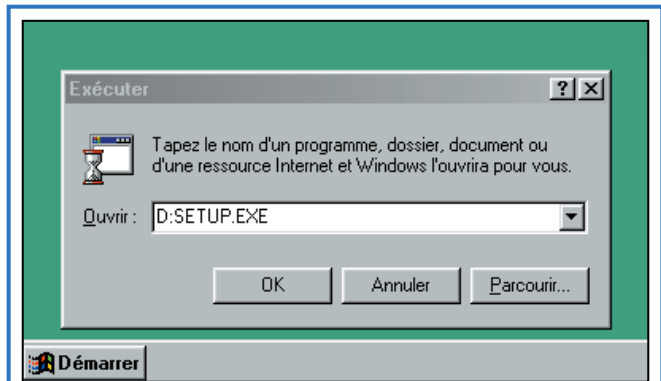 Exécuter
Tapez le nom d'un programme, dossier, document ou
d'une ressource Internet et Windows l'ouvrira pour vous.
Ouvrir : D:SETUP.EXE
OK Annuler Parcourir...
Démarrer